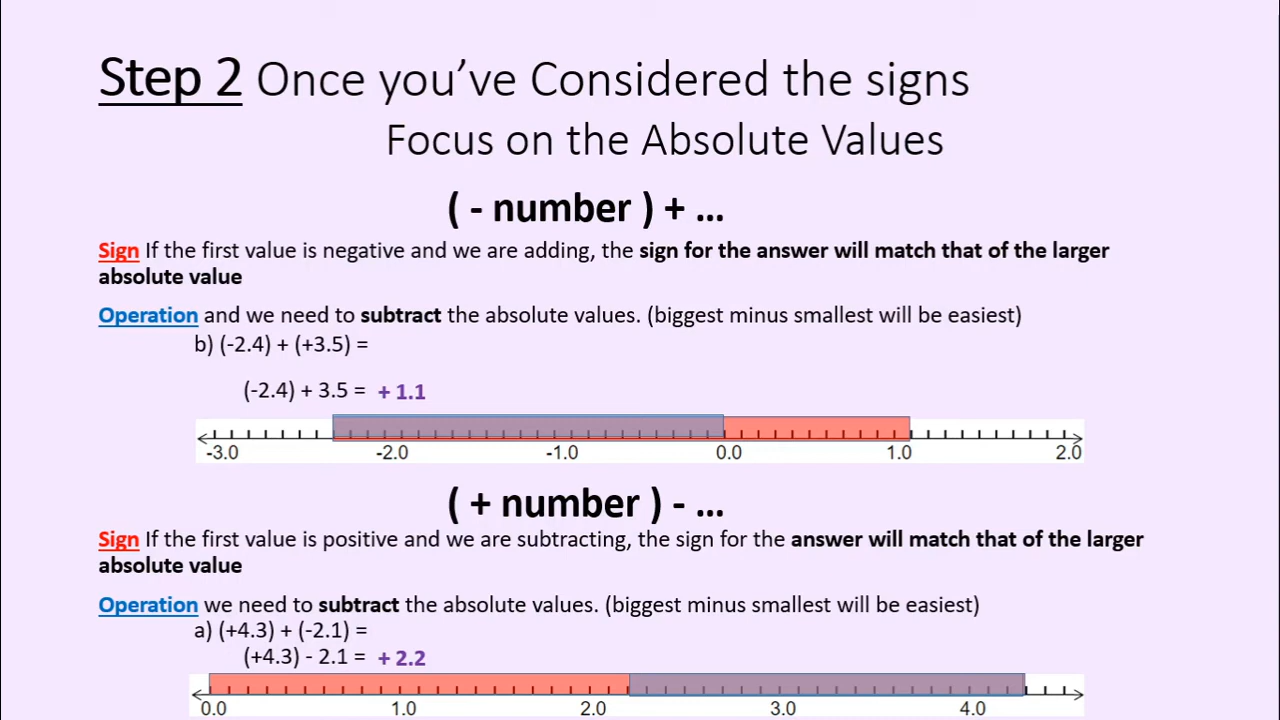 Step 2 Once you've Considered the signs
Focus on the Absolute Values
( - number ) + ...
Sign If the first value is negative and we are adding, the sign for the answer will match that of the larger
absolute value
Operation and we need to subtract the absolute values. (biggest minus smallest will be easiest)
b) (-2.4) + (+3.5) =
(-2.4) + 3.5 = + 1.1
-3.0 -2.0 -1.0 0.0 1.0 2.0
( + number ) - ...
Sign If the first value is positive and we are subtracting, the sign for the answer will match that of the larger
absolute value
Operation we need to subtract the absolute values. (biggest minus smallest will be easiest)
a) (+4.3) + (-2.1) =
(+4.3) - 2.1 = + 2.2
0.0 1.0 2.0 3.0 4.0